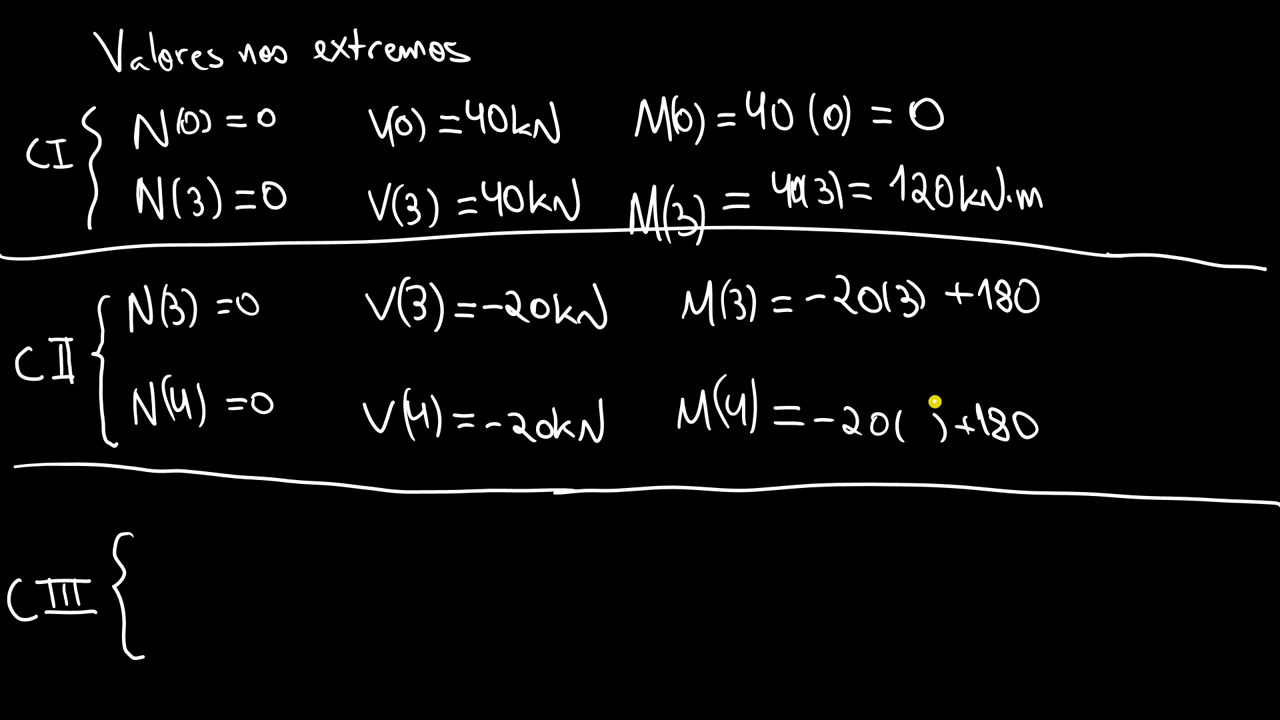 Valores nos extremos
CI { N(0) = 0 V(0) = 40kN M(0) = 40 (0) = 0
N(3) = 0 V(3) = 40kN M(3) = 40(3) = 120kN.m
CII { N(3) = 0 V(3) = -20kN M(3) = -20(3) +180
N(4) = 0 V(4) = -20kN M(4) = -20( ) +180
CIII {